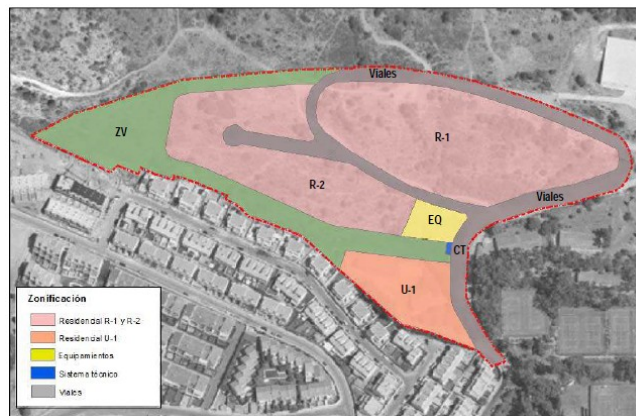 Viales
ZV
R-1
R-2
Viales
EQ
CT
U-1
Zonificación
Residencial R-1 y R-2
Residencial U-1
Equipamientos
Sistema técnico
Viales